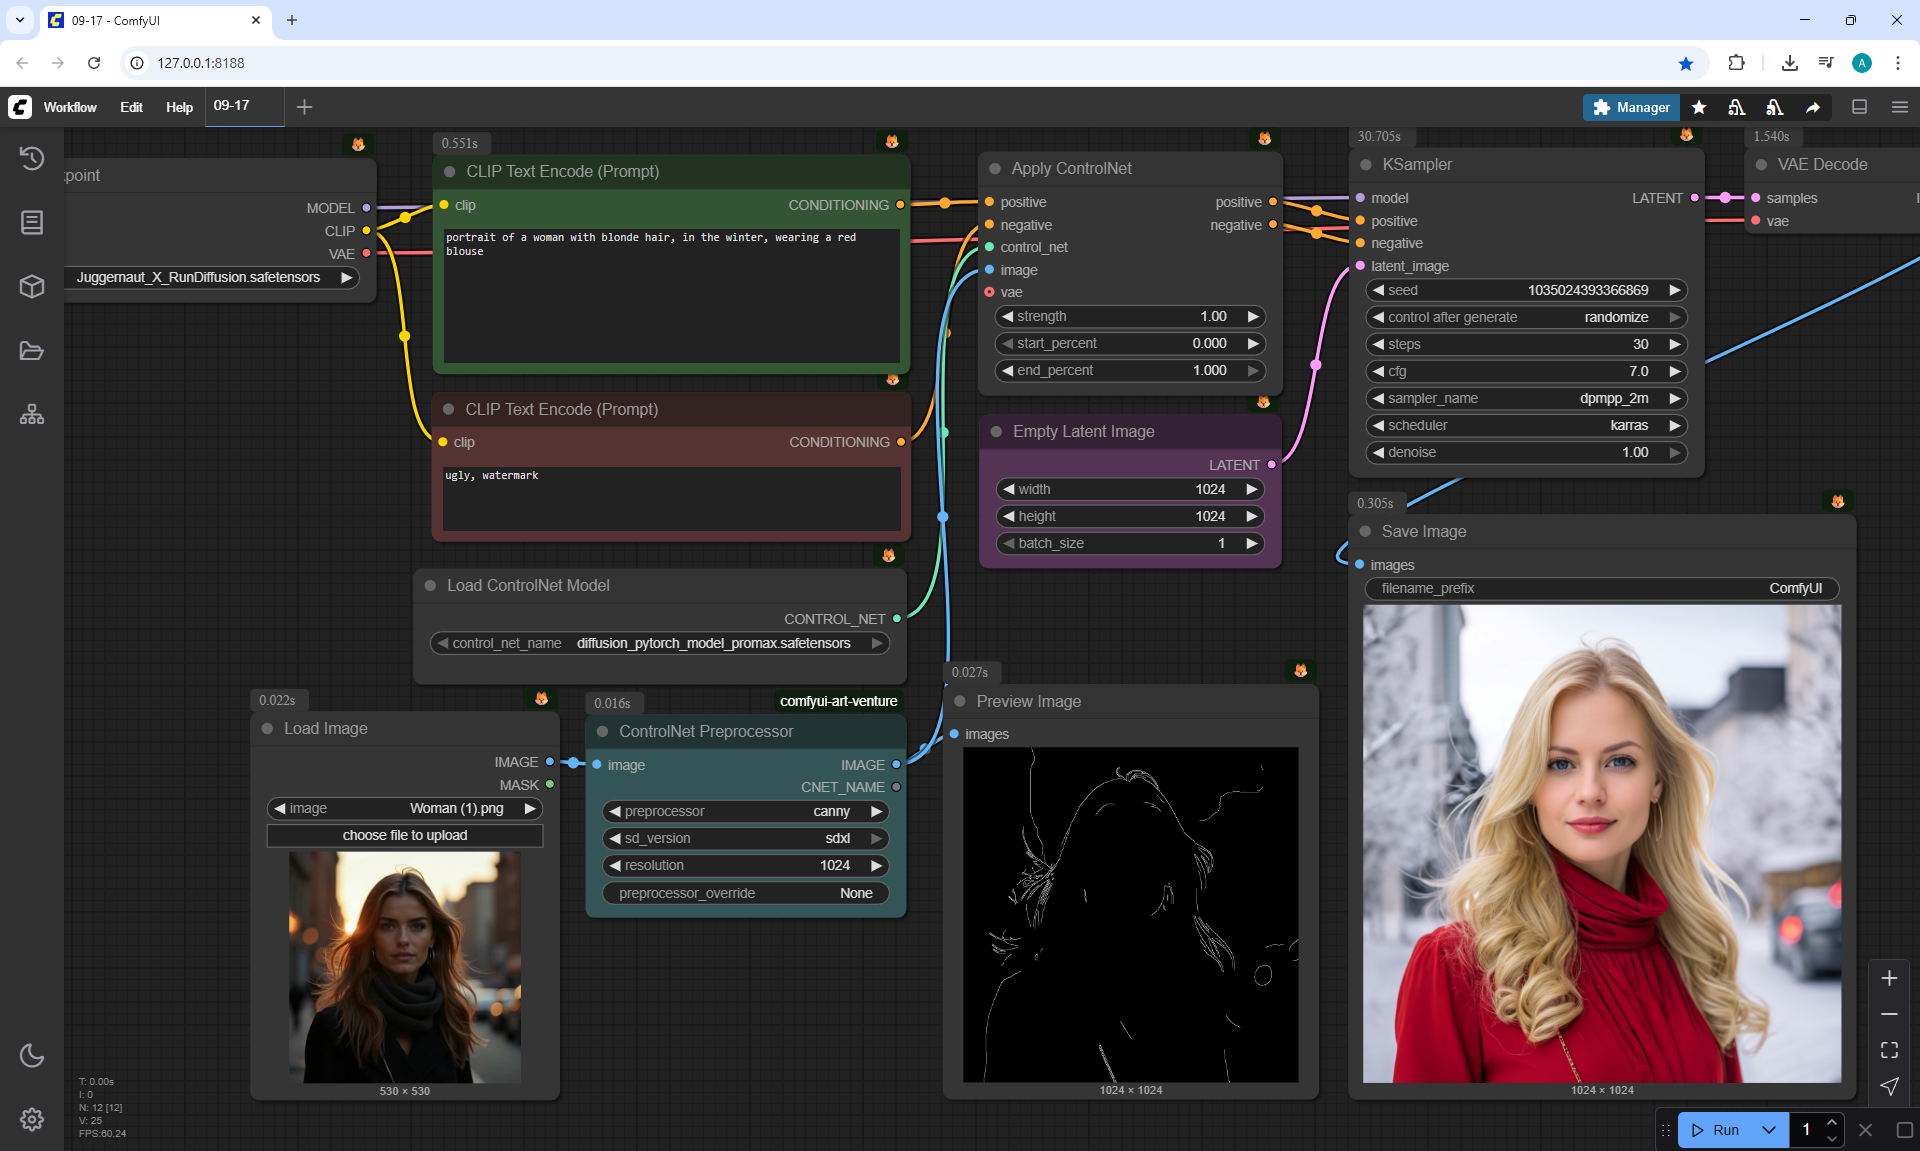 09-17 - ComfyUI
127.0.0.1:8188
A
Workflow Edit Help 09-17
Manager
point
MODEL
CLIP
VAE
Juggernaut_X_RunDiffusion.safetensors
0.551s
CLIP Text Encode (Prompt)
clip CONDITIONING
portrait of a woman with blonde hair, in the winter, wearing a red
blouse
CLIP Text Encode (Prompt)
clip CONDITIONING
ugly, watermark
Load ControlNet Model
CONTROL_NET
control_net_name diffusion_pytorch_model_promax.safetensors
Apply ControlNet
positive positive
negative negative
control_net
image
vae
strength 1.00
start_percent 0.000
end_percent 1.000
Empty Latent Image
LATENT
width 1024
height 1024
batch_size 1
30.705s
KSampler
model LATENT
positive
negative
latent_image
seed 1035024393366869
control after generate randomize
steps 30
cfg 7.0
sampler_name dpmpp_2m
scheduler karras
denoise 1.00
1.540s
VAE Decode
samples
vae
0.022s
Load Image
IMAGE
MASK
image Woman (1).png
choose file to upload
530 × 530
0.016s
comfyui-art-venture
ControlNet Preprocessor
image IMAGE
CNET_NAME
preprocessor canny
sd_version sdxl
resolution 1024
preprocessor_override None
0.027s
Preview Image
images
1024 × 1024
0.305s
Save Image
images
filename_prefix ComfyUI
1024 × 1024
T: 0.00s
I: 0
N: 12 [12]
V: 25
FPS:60.24
Run 1